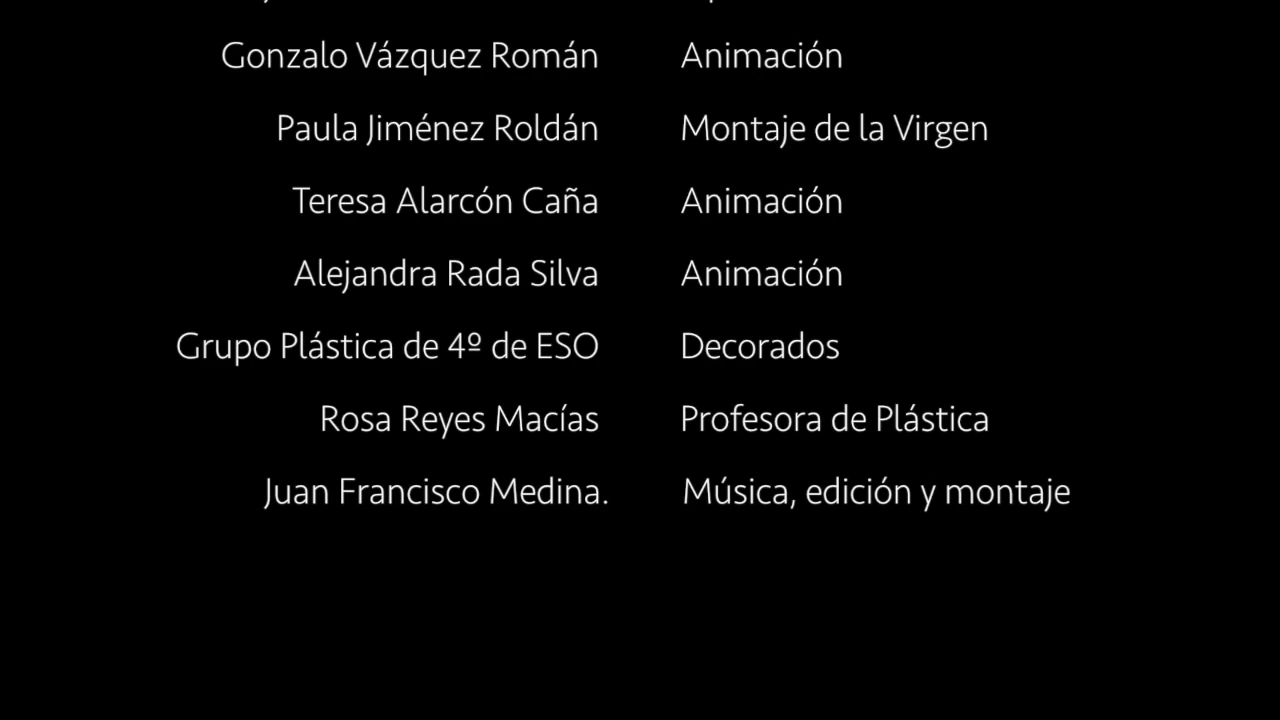 Gonzalo Vázquez Román Animación
Paula Jiménez Roldán Montaje de la Virgen
Teresa Alarcón Caña Animación
Alejandra Rada Silva Animación
Grupo Plástica de 4º de ESO Decorados
Rosa Reyes Macías Profesora de Plástica
Juan Francisco Medina. Música, edición y montaje